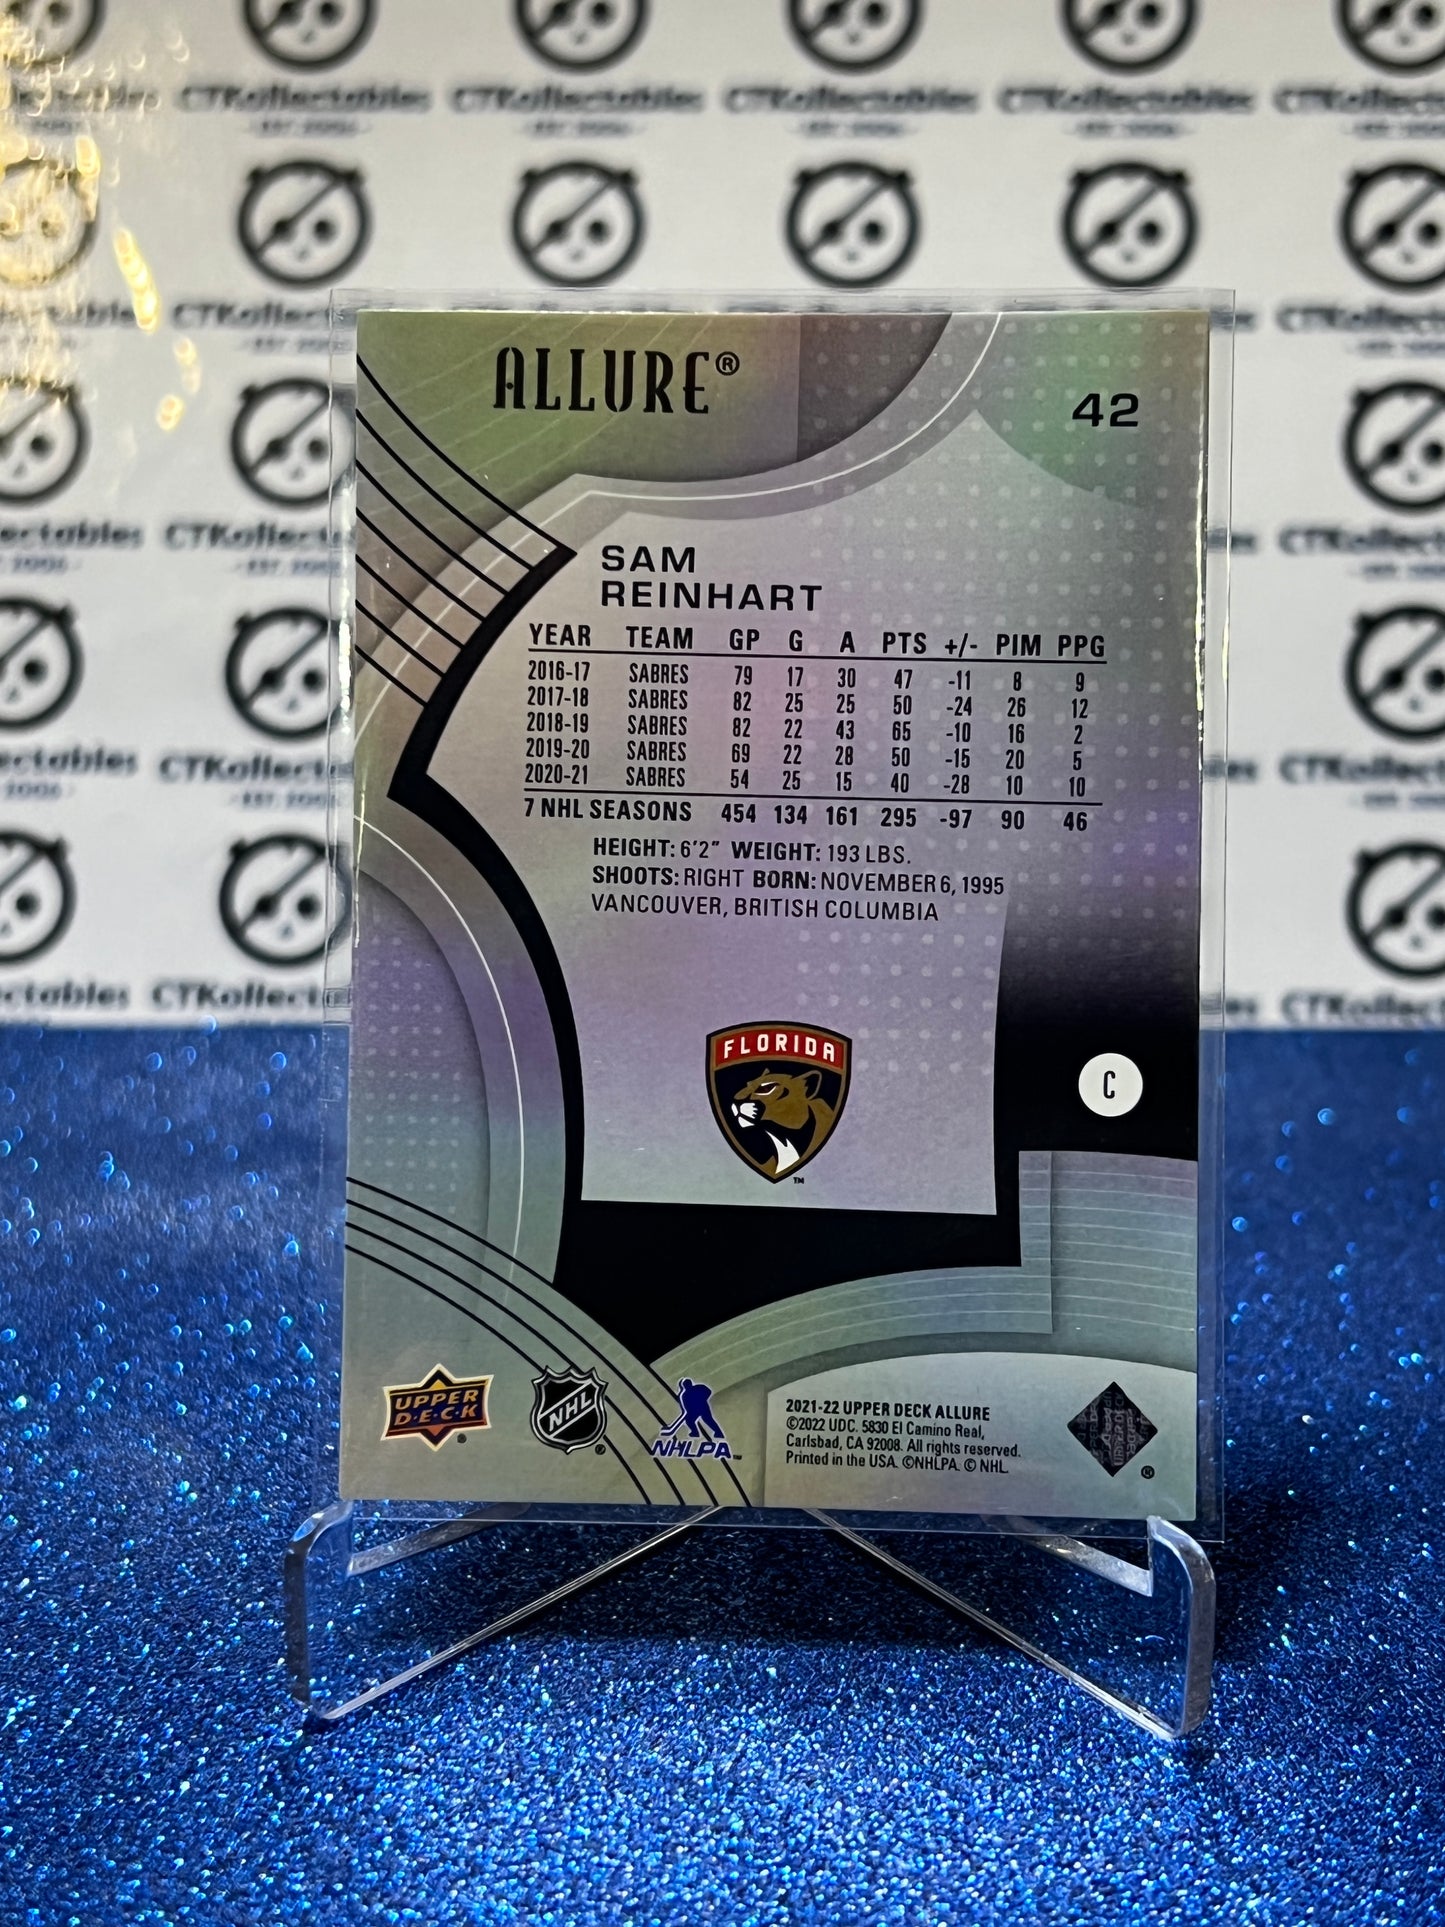 CTKollectables CTKollectables CTKollectables CTKollectables
ALLURE®
42
SAM
REINHART
YEAR TEAM GP G A PTS +/- PIM PPG
2016-17 SABRES 79 17 30 47 -11 8 9
2017-18 SABRES 82 25 25 50 -24 26 12
2018-19 SABRES 82 22 43 65 -10 16 2
2019-20 SABRES 69 22 28 50 -15 20 5
2020-21 SABRES 54 25 15 40 -28 10 10
7 NHL SEASONS 454 134 161 295 -97 90 46
HEIGHT: 6'2" WEIGHT: 193 LBS.
SHOOTS: RIGHT BORN: NOVEMBER 6, 1995
VANCOUVER, BRITISH COLUMBIA
FLORIDA
TM
C
UPPER
D·E·C·K
®
NHL
®
NHLPA
2021-22 UPPER DECK ALLURE
©2022 UDC. 5830 El Camino Real,
Carlsbad, CA 92008. All rights reserved.
Printed in the USA. ©NHLPA. © NHL.
®